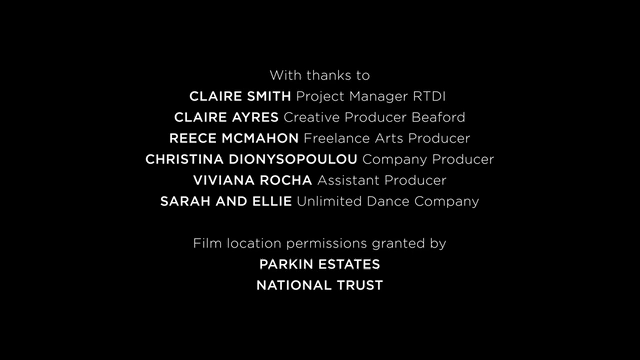 With thanks to
CLAIRE SMITH Project Manager RTDI
CLAIRE AYRES Creative Producer Beaford
REECE MCMAHON Freelance Arts Producer
CHRISTINA DIONYSOPOULOU Company Producer
VIVIANA ROCHA Assistant Producer
SARAH AND ELLIE Unlimited Dance Company
Film location permissions granted by
PARKIN ESTATES
NATIONAL TRUST